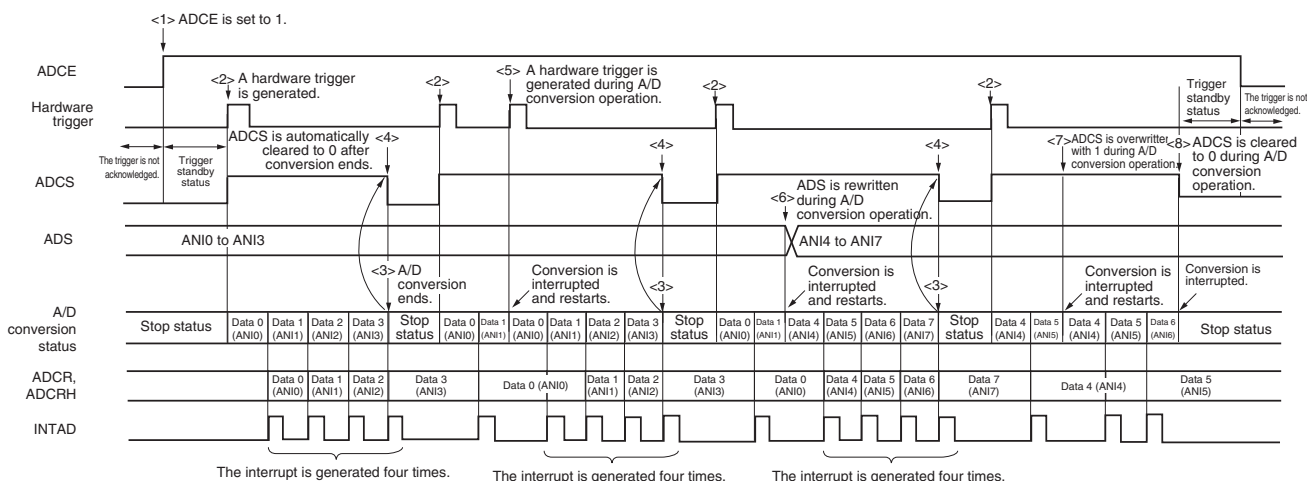 <1> ADCE is set to 1.
ADCE
<2> A hardware trigger
is generated.
<2>
<5> A hardware trigger is
generated during A/D
conversion operation.
<2>
<2>
Trigger
standby
status
The trigger is not
acknowledged.
Hardware
trigger
The trigger is not
acknowledged.
Trigger
standby
status
ADCS is automatically
cleared to 0 after
conversion ends.
<4>
<4>
<4>
<7> ADCS is overwritter
with 1 during A/D
conversion operation.
<8> ADCS is cleared
to 0 during A/D
conversion
operation.
ADCS
<6> ADS is rewritten
during A/D
conversion operation.
ADS
ANI0 to ANI3
ANI4 to ANI7
<3> A/D
conversion
ends.
Conversion is
interrupted
and restarts.
<3>
Conversion is
interrupted
and restarts.
<3>
Conversion is
interrupted
and restarts.
Conversion is
interrupted.
A/D
conversion
status
Stop status
Data 0
(ANI0)
Data 1
(ANI1)
Data 2
(ANI2)
Data 3
(ANI3)
Stop
status
Data 0
(ANI0)
Data 1
(ANI1)
Data 0
(ANI0)
Data 1
(ANI1)
Data 2
(ANI2)
Data 3
(ANI3)
Stop
status
Data 0
(ANI0)
Data 1
(ANI1)
Data 4
(ANI4)
Data 5
(ANI5)
Data 6
(ANI6)
Data 7
(ANI7)
Stop
status
Data 4
(ANI4)
Data 5
(ANI5)
Data 4
(ANI4)
Data 5
(ANI5)
Data 6
(ANI6)
Stop status
ADCR,
ADCRH
Data 0
(ANI0)
Data 1
(ANI1)
Data 2
(ANI2)
Data 3
(ANI3)
Data 0 (ANI0)
Data 1
(ANI1)
Data 2
(ANI2)
Data 3
(ANI3)
Data 0
(ANI0)
Data 4
(ANI4)
Data 5
(ANI5)
Data 6
(ANI6)
Data 7
(ANI7)
Data 4 (ANI4)
Data 5
(ANI5)
INTAD
The interrupt is generated four times.
The interrupt is generated four times.
The interrupt is generated four times.